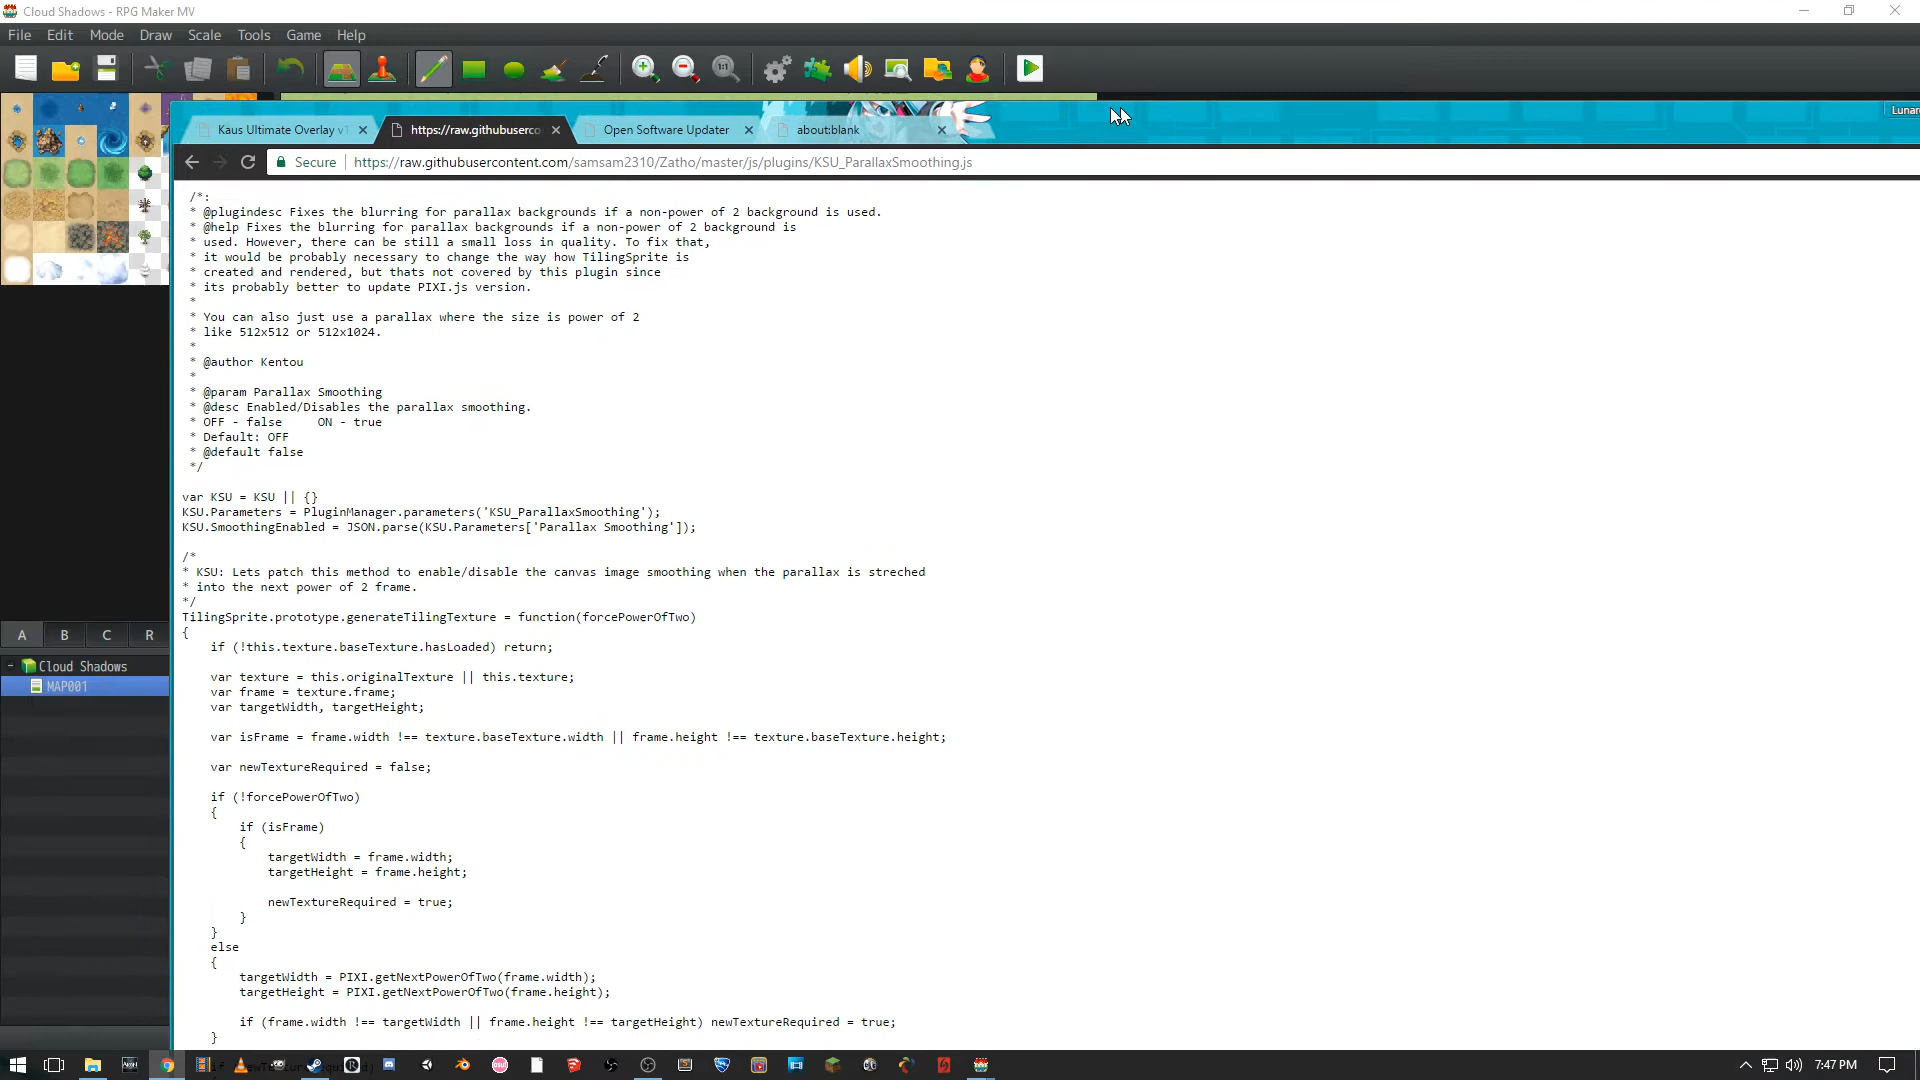 Cloud Shadows - RPG Maker MV
File Edit Mode Draw Scale Tools Game Help
1:1
Lunar
Kaus Ultimate Overlay v1
https://raw.githubuserco
Open Software Updater
about:blank
Secure
https://raw.githubusercontent.com/samsam2310/Zatho/master/js/plugins/KSU_ParallaxSmoothing.js
/*:
* @plugindesc Fixes the blurring for parallax backgrounds if a non-power of 2 background is used.
* @help Fixes the blurring for parallax backgrounds if a non-power of 2 background is
* used. However, there can be still a small loss in quality. To fix that,
* it would be probably necessary to change the way how TilingSprite is
* created and rendered, but thats not covered by this plugin since
* its probably better to update PIXI.js version.
*
* You can also just use a parallax where the size is power of 2
* like 512x512 or 512x1024.
*
* @author Kentou
*
* @param Parallax Smoothing
* @desc Enabled/Disables the parallax smoothing.
* OFF - false     ON - true
* Default: OFF
* @default false
*/
var KSU = KSU || {}
KSU.Parameters = PluginManager.parameters('KSU_ParallaxSmoothing');
KSU.SmoothingEnabled = JSON.parse(KSU.Parameters['Parallax Smoothing']);
/*
* KSU: Lets patch this method to enable/disable the canvas image smoothing when the parallax is streched
* into the next power of 2 frame.
*/
TilingSprite.prototype.generateTilingTexture = function(forcePowerOfTwo)
{
if (!this.texture.baseTexture.hasLoaded) return;
var texture = this.originalTexture || this.texture;
var frame = texture.frame;
var targetWidth, targetHeight;
var isFrame = frame.width !== texture.baseTexture.width || frame.height !== texture.baseTexture.height;
var newTextureRequired = false;
if (!forcePowerOfTwo)
{
if (isFrame)
{
targetWidth = frame.width;
targetHeight = frame.height;
newTextureRequired = true;
}
}
else
{
targetWidth = PIXI.getNextPowerOfTwo(frame.width);
targetHeight = PIXI.getNextPowerOfTwo(frame.height);
if (frame.width !== targetWidth || frame.height !== targetHeight) newTextureRequired = true;
}
A B C R
Cloud Shadows
MAP001
7:47 PM